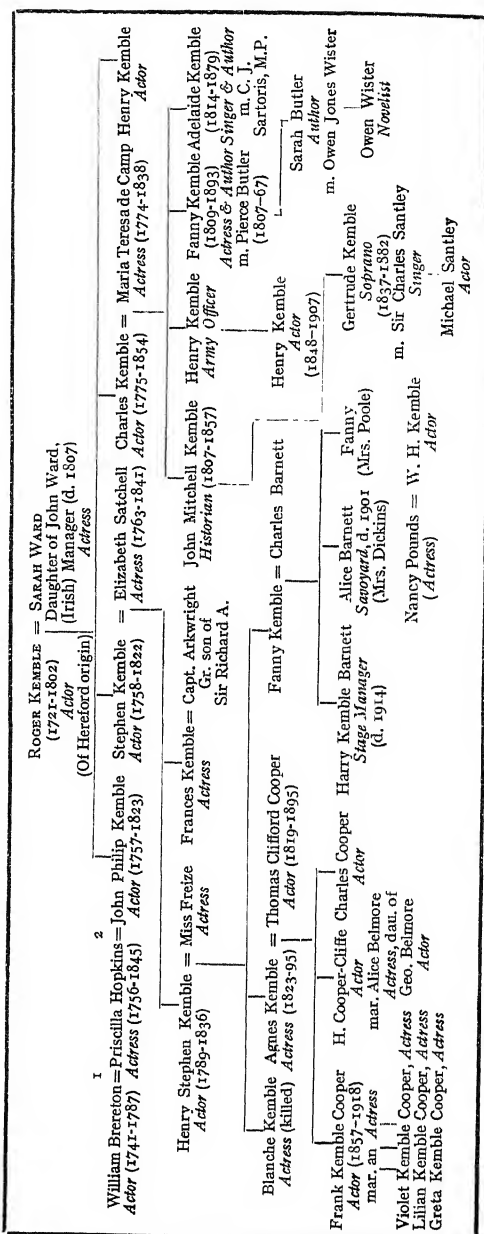 ROGER KEMBLE = SARAH WARD
(1721-1802) Daughter of John Ward,
Actor (Irish) Manager (d. 1807)
(Of Hereford origin) Actress
1 2
William Brereton=Priscilla Hopkins=John Philip Kemble Stephen Kemble = Elizabeth Satchell Charles Kemble = Maria Teresa de Camp Henry Kemble
Actor (1741-1787) Actress (1756-1845) Actor (1757-1823) Actor (1758-1822) Actress (1763-1841) Actor (1775-1854) Actress (1774-1838) Actor
Henry Stephen Kemble = Miss Freize Frances Kemble = Capt. Arkwright John Mitchell Kemble Henry Kemble Fanny Kemble Adelaide Kemble
Actor (1789-1836) Actress Actress Gr. son of Historian (1807-1857) Army Officer (1809-1893) (1814-1879)
Sir Richard A. Actress & Author Singer & Author
m. Pierce Butler m. C. J.
(1807-67) Sartoris, M.P.
Blanche Kemble Agnes Kemble = Thomas Clifford Cooper Fanny Kemble = Charles Barnett Henry Kemble Sarah Butler
Actress (killed) Actress (1823-95) Actor (1819-1895) Actor Author
(1848-1907) m. Owen Jones Wister
Frank Kemble Cooper H. Cooper-Cliffe Charles Cooper Harry Kemble Barnett Alice Barnett Fanny Gertrude Kemble Owen Wister
Actor (1857-1918) Actor Actor Stage Manager Savoyard, d. 1901 (Mrs. Poole) Soprano Novelist
mar. an Actress mar. Alice Belmore (d. 1914) (Mrs. Dickins) (1837-1882)
Actress, dau. of m. Sir Charles Santley
Geo. Belmore Singer
Actor
Violet Kemble Cooper, Actress Nancy Pounds = W. H. Kemble Michael Santley
Lilian Kemble Cooper, Actress (Actress) Actor Actor
Greta Kemble Cooper, Actress